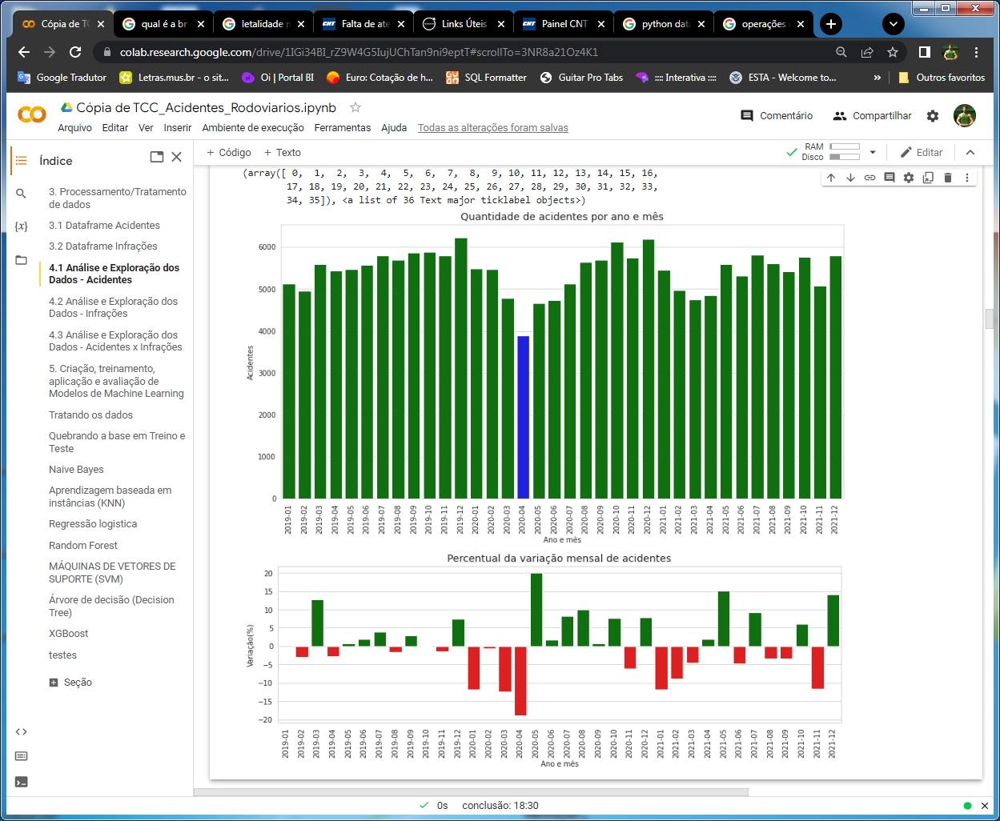 Cópia de TC
qual é a br
letalidade r
CNT Falta de ate
Links Úteis
CNT Painel CNT
python data
operações
colab.research.google.com/drive/1IGi34BI_rZ9W4G5IujUChTan9ni9eptT#scrollTo=3NR8a21Oz4K1
Google Tradutor
Letras.mus.br - o sit...
Oi | Portal BI
Euro: Cotação de h...
SQL Formatter
Guitar Pro Tabs
:::: Interativa ::::
ESTA - Welcome to...
»
Outros favoritos
Cópia de TCC_Acidentes_Rodoviarios.ipynb
Comentário
Compartilhar
Arquivo Editar Ver Inserir Ambiente de execução Ferramentas Ajuda Todas as alterações foram salvas
Índice
+ Código + Texto
RAM
Disco
Editar
3. Processamento/Tratamento
de dados
3.1 Dataframe Acidentes
3.2 Dataframe Infrações
4.1 Análise e Exploração dos
Dados - Acidentes
4.2 Análise e Exploração dos
Dados - Infrações
4.3 Análise e Exploração dos
Dados - Acidentes x Infrações
5. Criação, treinamento,
aplicação e avaliação de
Modelos de Machine Learning
Tratando os dados
Quebrando a base em Treino e
Teste
Naive Bayes
Aprendizagem baseada em
instâncias (KNN)
Regressão logistica
Random Forest
MÁQUINAS DE VETORES DE
SUPORTE (SVM)
Árvore de decisão (Decision
Tree)
XGBoost
testes
Seção
{x}
(array([ 0, 1, 2, 3, 4, 5, 6, 7, 8, 9, 10, 11, 12, 13, 14, 15, 16,
17, 18, 19, 20, 21, 22, 23, 24, 25, 26, 27, 28, 29, 30, 31, 32, 33,
34, 35]), <a list of 36 Text major ticklabel objects>)
Quantidade de acidentes por ano e mês
6000
5000
4000
3000
2000
1000
0
Acidentes
2019-01
2019-02
2019-03
2019-04
2019-05
2019-06
2019-07
2019-08
2019-09
2019-10
2019-11
2019-12
2020-01
2020-02
2020-03
2020-04
2020-05
2020-06
2020-07
2020-08
2020-09
2020-10
2020-11
2020-12
2021-01
2021-02
2021-03
2021-04
2021-05
2021-06
2021-07
2021-08
2021-09
2021-10
2021-11
2021-12
Ano e mês
Percentual da variação mensal de acidentes
20
15
10
5
0
−5
−10
−15
−20
Variação(%)
2019-01
2019-02
2019-03
2019-04
2019-05
2019-06
2019-07
2019-08
2019-09
2019-10
2019-11
2019-12
2020-01
2020-02
2020-03
2020-04
2020-05
2020-06
2020-07
2020-08
2020-09
2020-10
2020-11
2020-12
2021-01
2021-02
2021-03
2021-04
2021-05
2021-06
2021-07
2021-08
2021-09
2021-10
2021-11
2021-12
Ano e mês
0s conclusão: 18:30